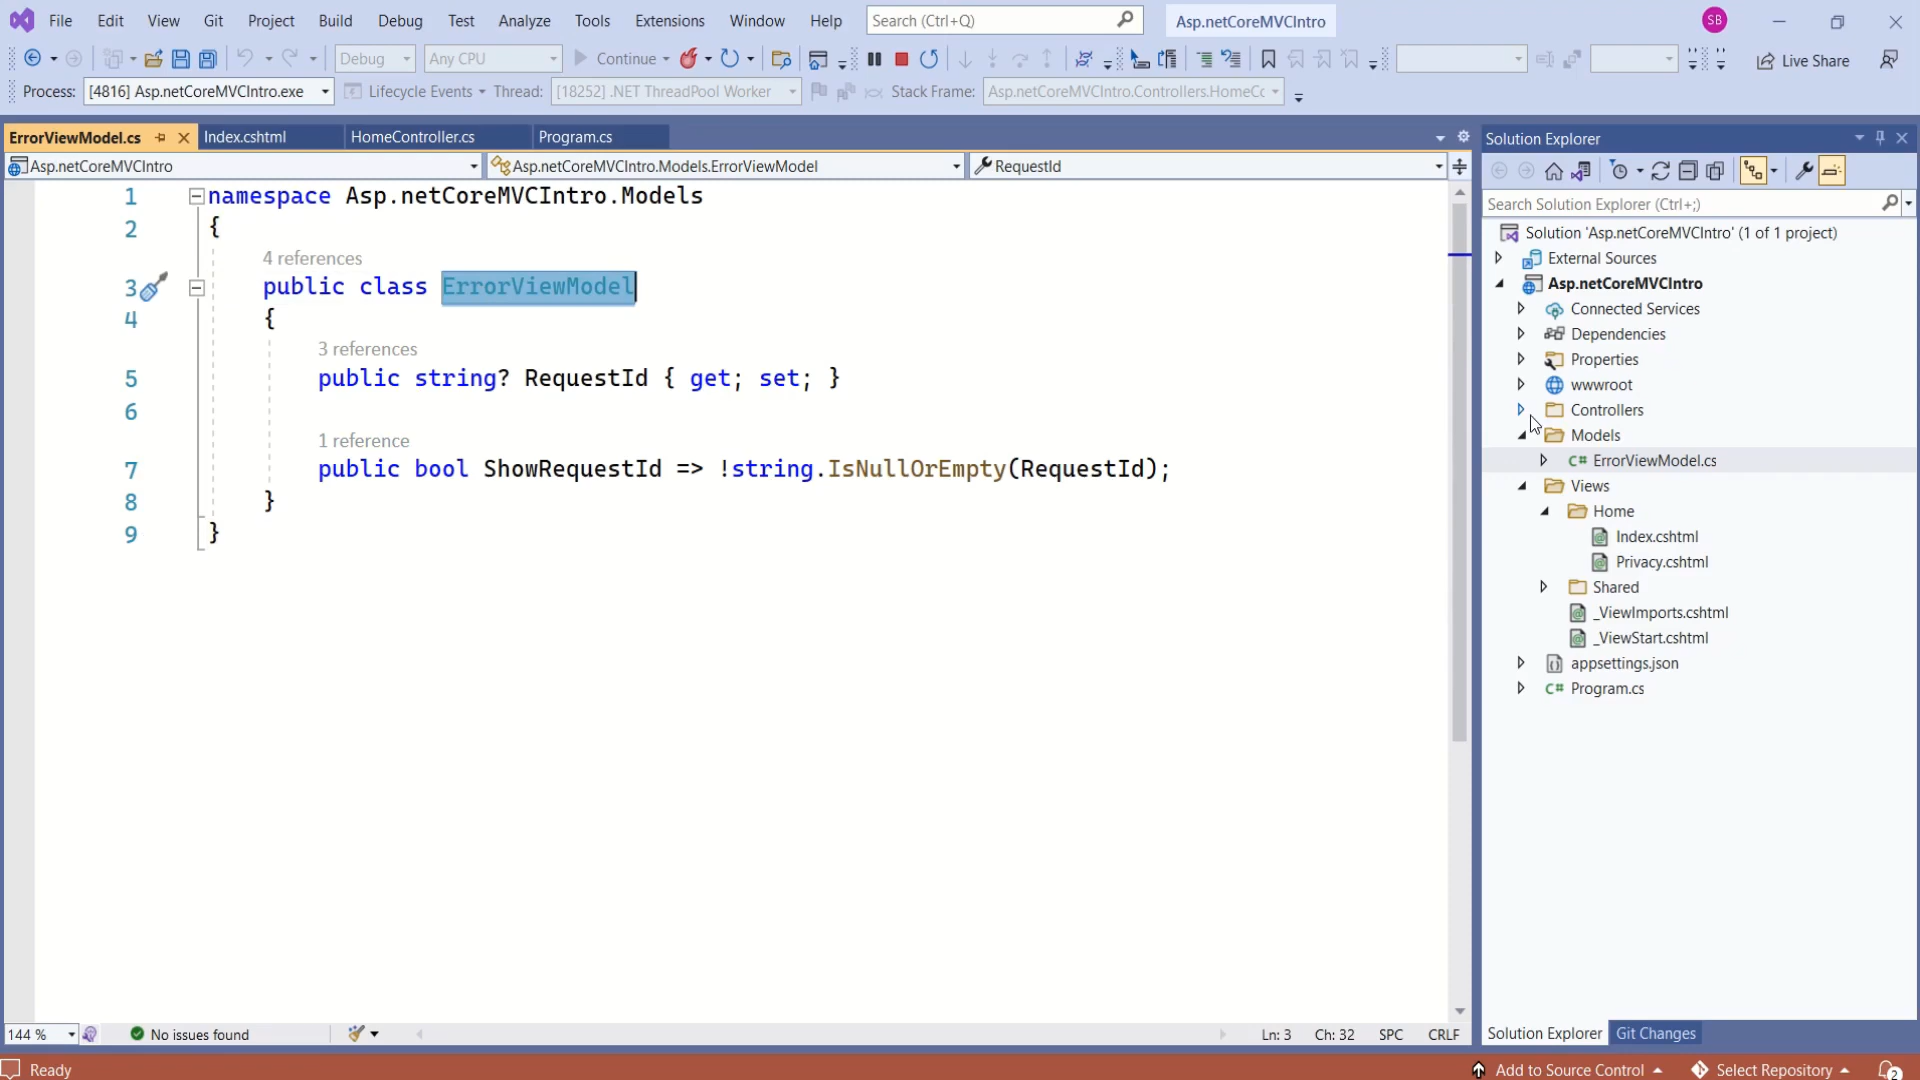 File Edit View Git Project Build Debug Test Analyze Tools Extensions Window Help Search (Ctrl+Q) Asp.netCoreMVCIntro SB
Debug Any CPU Continue Live Share
Process: [4816] Asp.netCoreMVCIntro.exe Lifecycle Events Thread: [18252] .NET ThreadPool Worker Stack Frame: Asp.netCoreMVCIntro.Controllers.HomeCc
ErrorViewModel.cs Index.cshtml HomeController.cs Program.cs
Asp.netCoreMVCIntro Asp.netCoreMVCIntro.Models.ErrorViewModel RequestId
1 namespace Asp.netCoreMVCIntro.Models
2 {
4 references
3 public class ErrorViewModel
4 {
3 references
5 public string? RequestId { get; set; }
6
1 reference
7 public bool ShowRequestId => !string.IsNullOrEmpty(RequestId);
8 }
9 }
144 % No issues found Ln: 3 Ch: 32 SPC CRLF
Solution Explorer
Search Solution Explorer (Ctrl+;)
Solution 'Asp.netCoreMVCIntro' (1 of 1 project)
External Sources
Asp.netCoreMVCIntro
Connected Services
Dependencies
Properties
wwwroot
Controllers
Models
C# ErrorViewModel.cs
Views
Home
Index.cshtml
Privacy.cshtml
Shared
_ViewImports.cshtml
_ViewStart.cshtml
appsettings.json
C# Program.cs
Solution Explorer Git Changes
Ready Add to Source Control Select Repository 2